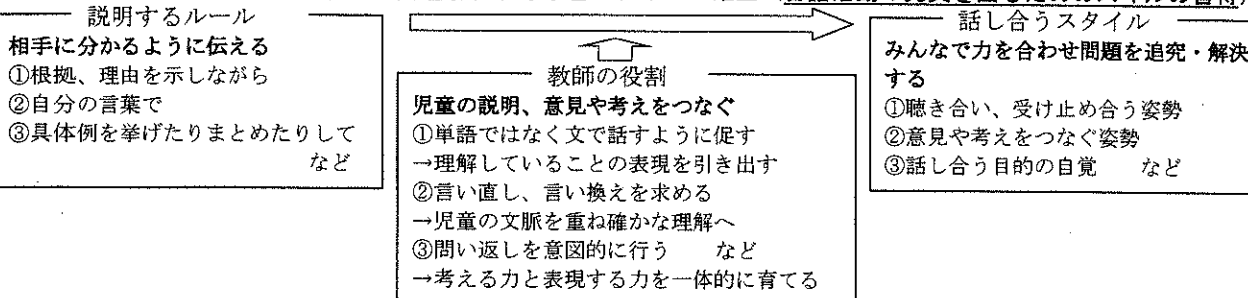 説明するルール
相手に分かるように伝える
①根拠、理由を示しながら
②自分の言葉で
③具体例を挙げたりまとめたりして
など
教師の役割
児童の説明、意見や考えをつなぐ
①単語ではなく文で話すように促す
→理解していることの表現を引き出す
②言い直し、言い換えを求める
→児童の文脈を重ね確かな理解へ
③問い返しを意図的に行う など
→考える力と表現する力を一体的に育てる
話し合うスタイル
みんなで力を合わせ問題を追究・解決
する
①聴き合い、受け止め合う姿勢
②意見や考えをつなぐ姿勢
③話し合う目的の自覚 など